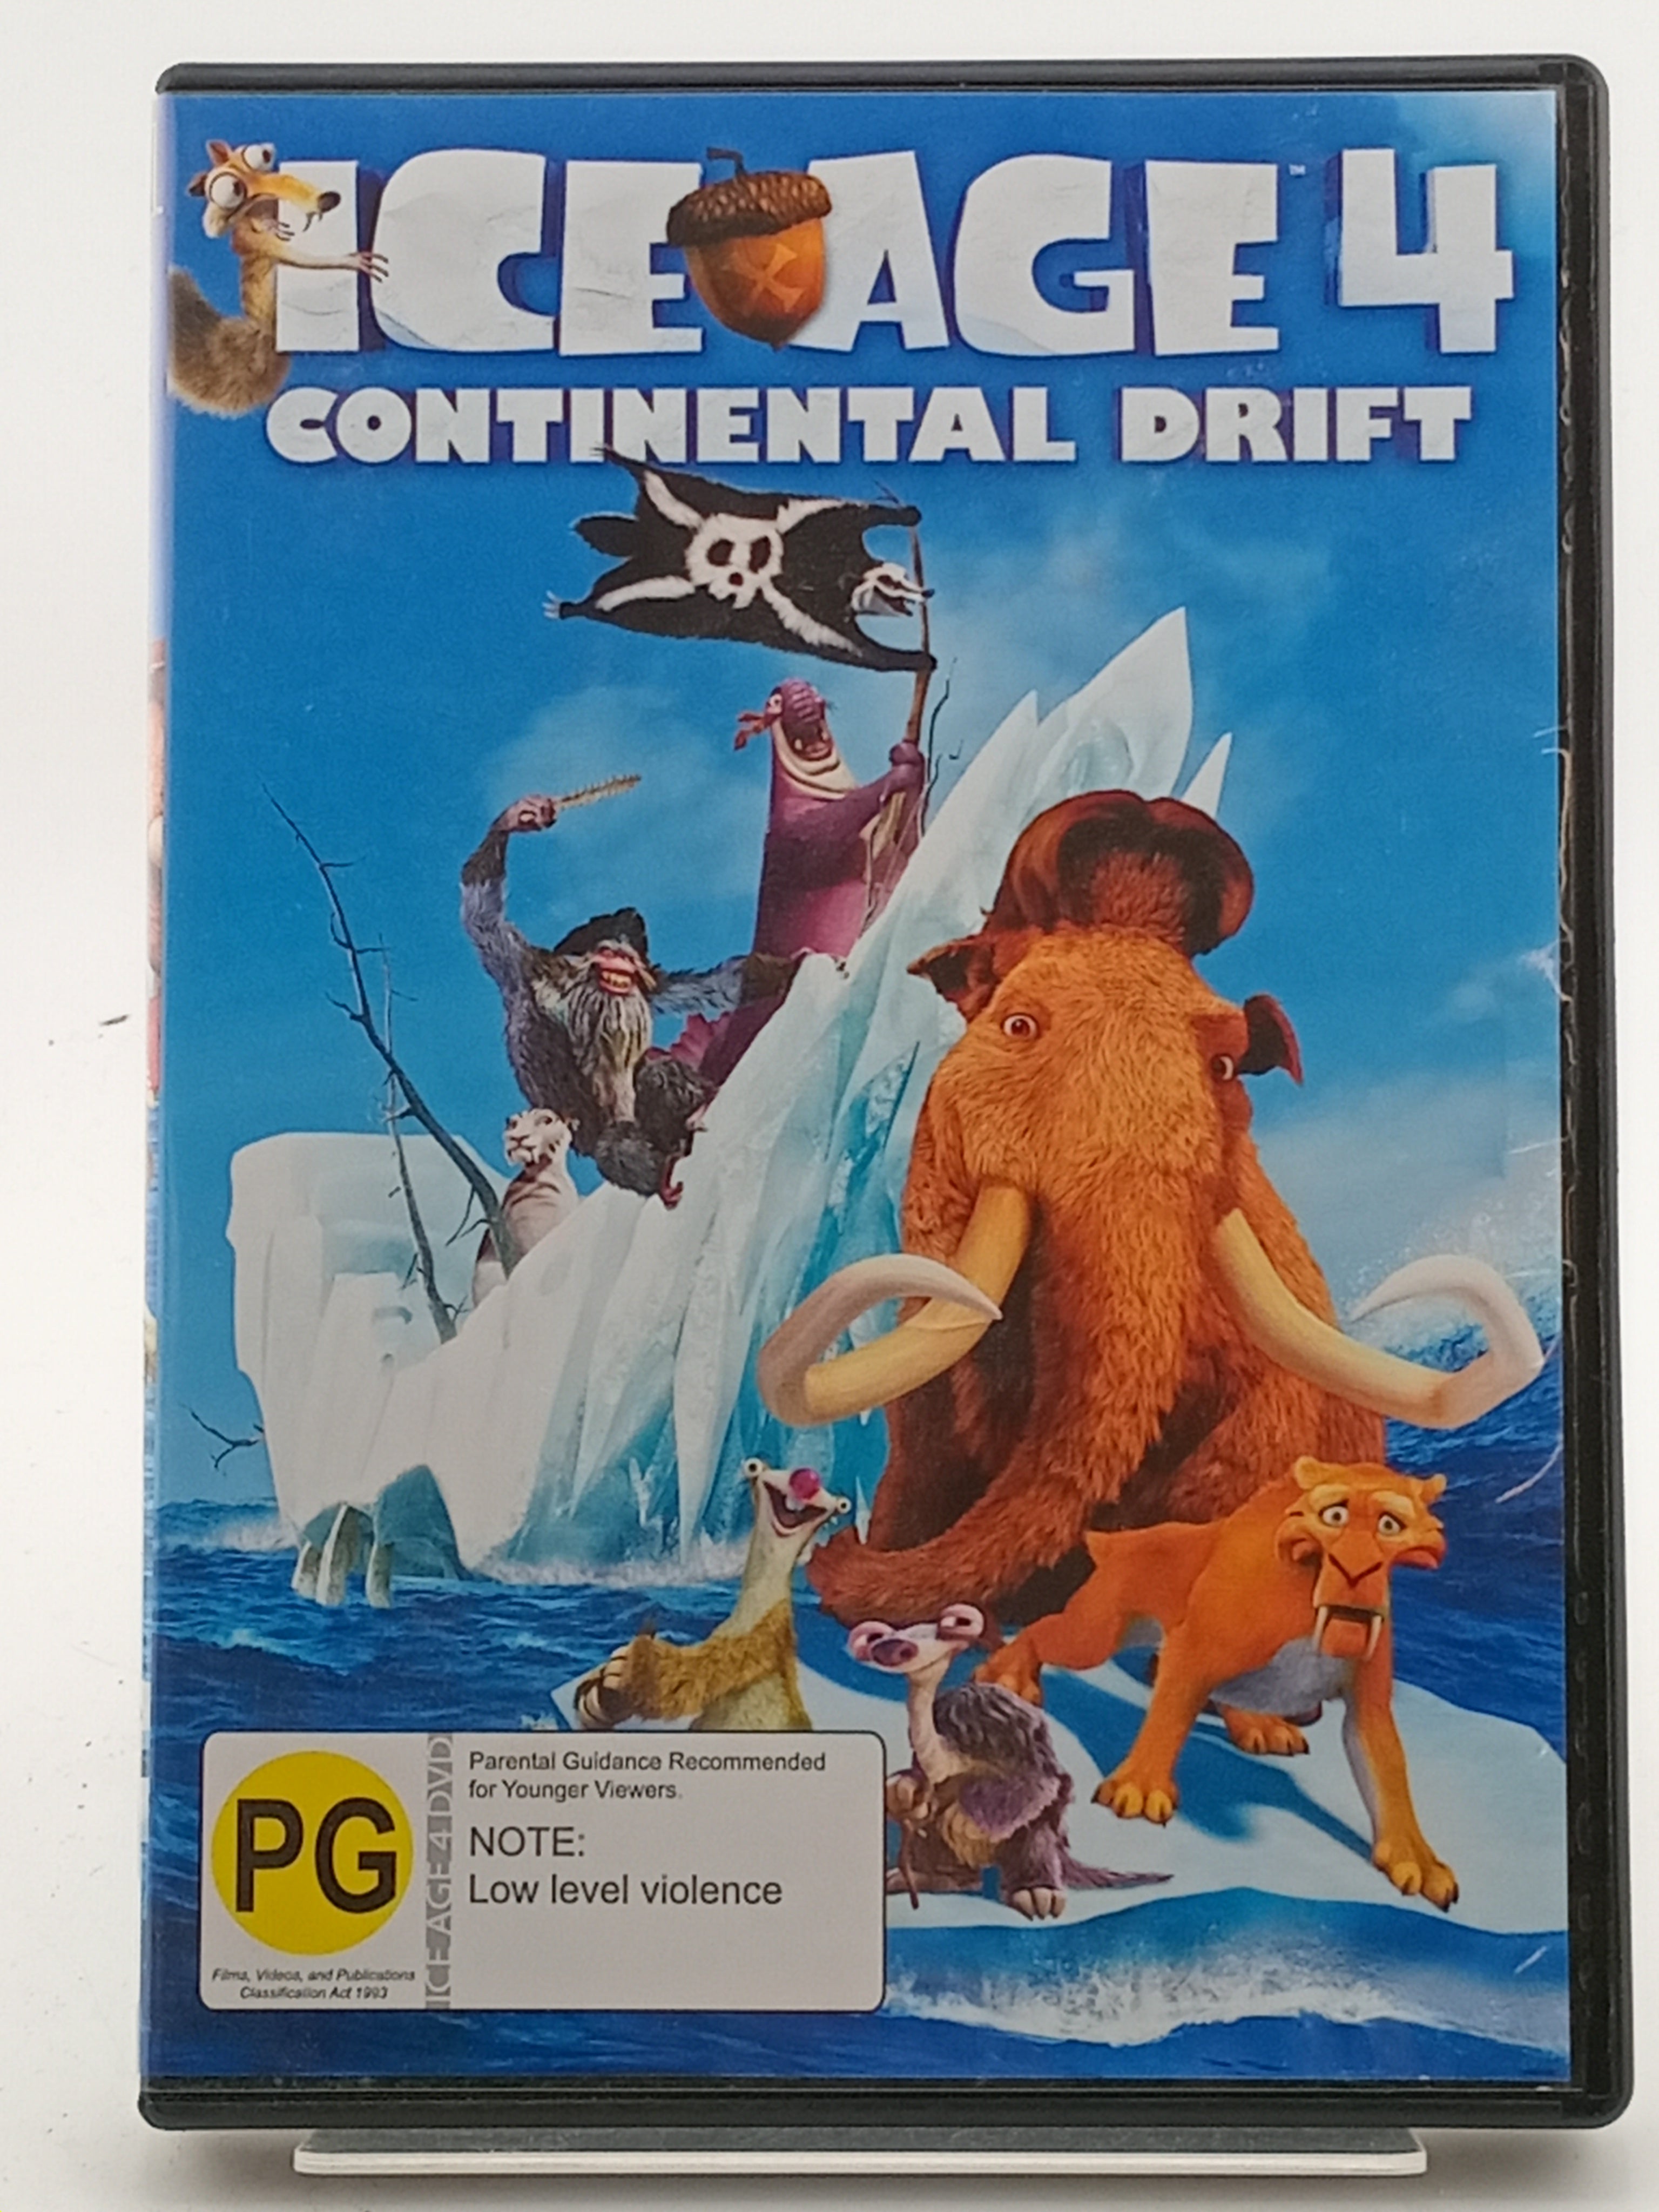 ICE AGE 4™
CONTINENTAL DRIFT
PG
ICE AGE 4 DVD
Parental Guidance Recommended
for Younger Viewers.
NOTE:
Low level violence
Films, Videos, and Publications
Classification Act 1993